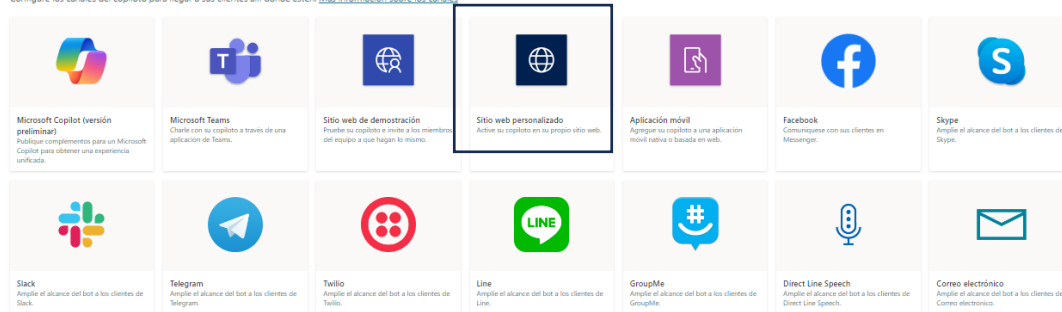 Configure los canales del copiloto para llegar a sus clientes allí donde estén. Más información sobre los canales
Microsoft Copilot (versión
preliminar)
Publique complementos para un Microsoft
Copilot para obtener una experiencia
unificada.
T
Microsoft Teams
Charle con su copiloto a través de una
aplicación de Teams.
Sitio web de demostración
Pruebe su copiloto e invite a los miembros
del equipo a que hagan lo mismo.
Sitio web personalizado
Active su copiloto en su propio sitio web.
Aplicación móvil
Agregue su copiloto a una aplicación
móvil nativa o basada en web.
Facebook
Comuníquese con sus clientes en
Messenger.
S
Skype
Amplíe el alcance del bot a los clientes de
Skype.
Slack
Amplíe el alcance del bot a los clientes de
Slack.
Telegram
Amplíe el alcance del bot a los clientes de
Telegram.
Twilio
Amplíe el alcance del bot a los clientes de
Twilio.
LINE
Line
Amplíe el alcance del bot a los clientes de
Line.
#
GroupMe
Amplíe el alcance del bot a los clientes de
GroupMe.
Direct Line Speech
Amplíe el alcance del bot a los clientes de
Direct Line Speech.
Correo electrónico
Amplíe el alcance del bot a los clientes de
Correo electrónico.